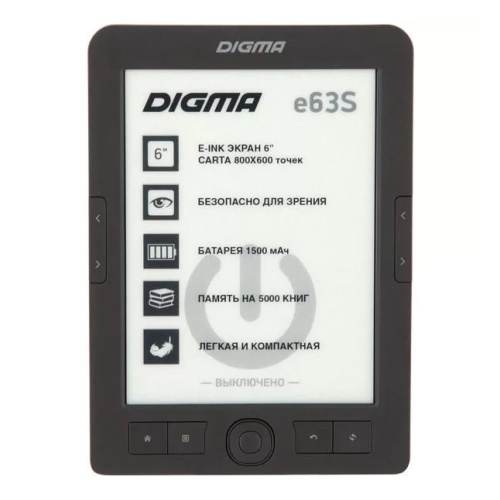 DIGMA
DIGMA e63S
6"
E-INK ЭКРАН 6"
CARTA 800X600 точек
БЕЗОПАСНО ДЛЯ ЗРЕНИЯ
БАТАРЕЯ 1500 мАч
ПАМЯТЬ НА 5000 КНИГ
ЛЕГКАЯ И КОМПАКТНАЯ
— ВЫКЛЮЧЕНО —